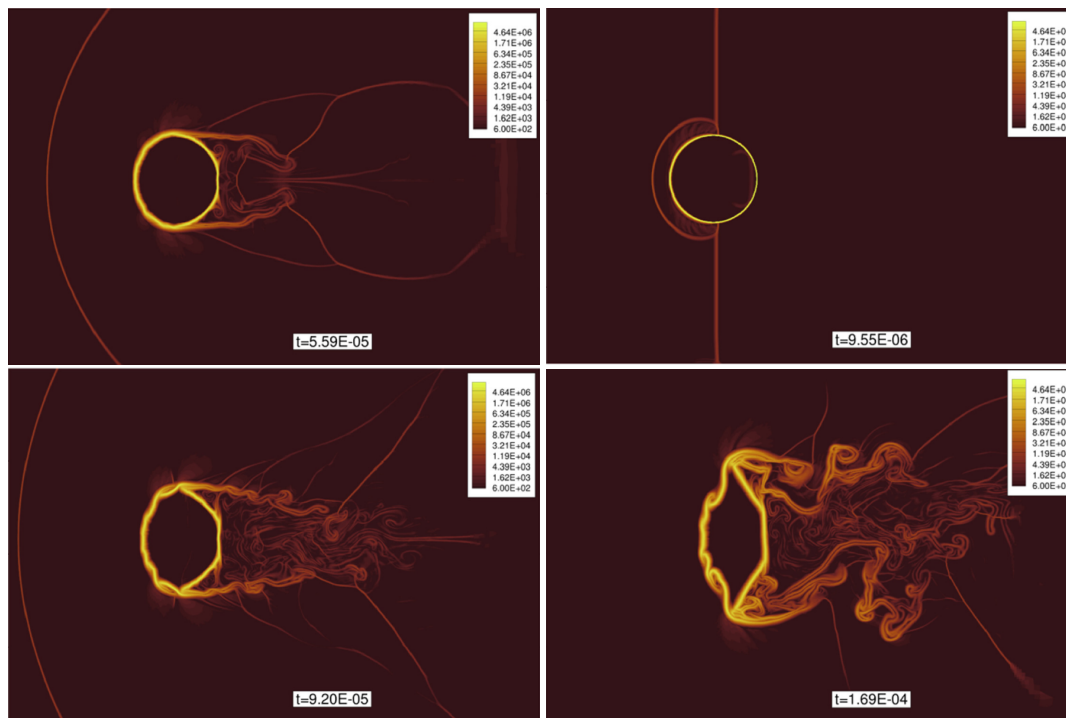 4.64E+06
1.71E+06
6.34E+05
2.35E+05
8.67E+04
3.21E+04
1.19E+04
4.39E+03
1.62E+03
6.00E+02
t=5.59E-05
4.64E+0
1.71E+0
6.34E+0
2.35E+0
8.67E+0
3.21E+0
1.19E+0
4.39E+0
1.62E+0
6.00E+0
t=9.55E-06
4.64E+06
1.71E+06
6.34E+05
2.35E+05
8.67E+04
3.21E+04
1.19E+04
4.39E+03
1.62E+03
6.00E+02
t=9.20E-05
4.64E+0
1.71E+0
6.34E+0
2.35E+0
8.67E+0
3.21E+0
1.19E+0
4.39E+0
1.62E+0
6.00E+0
t=1.69E-04